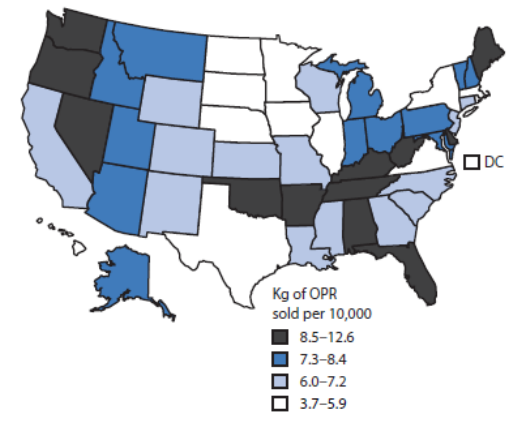 DC
Kg of OPR
sold per 10,000
8.5–12.6
7.3–8.4
6.0–7.2
3.7–5.9